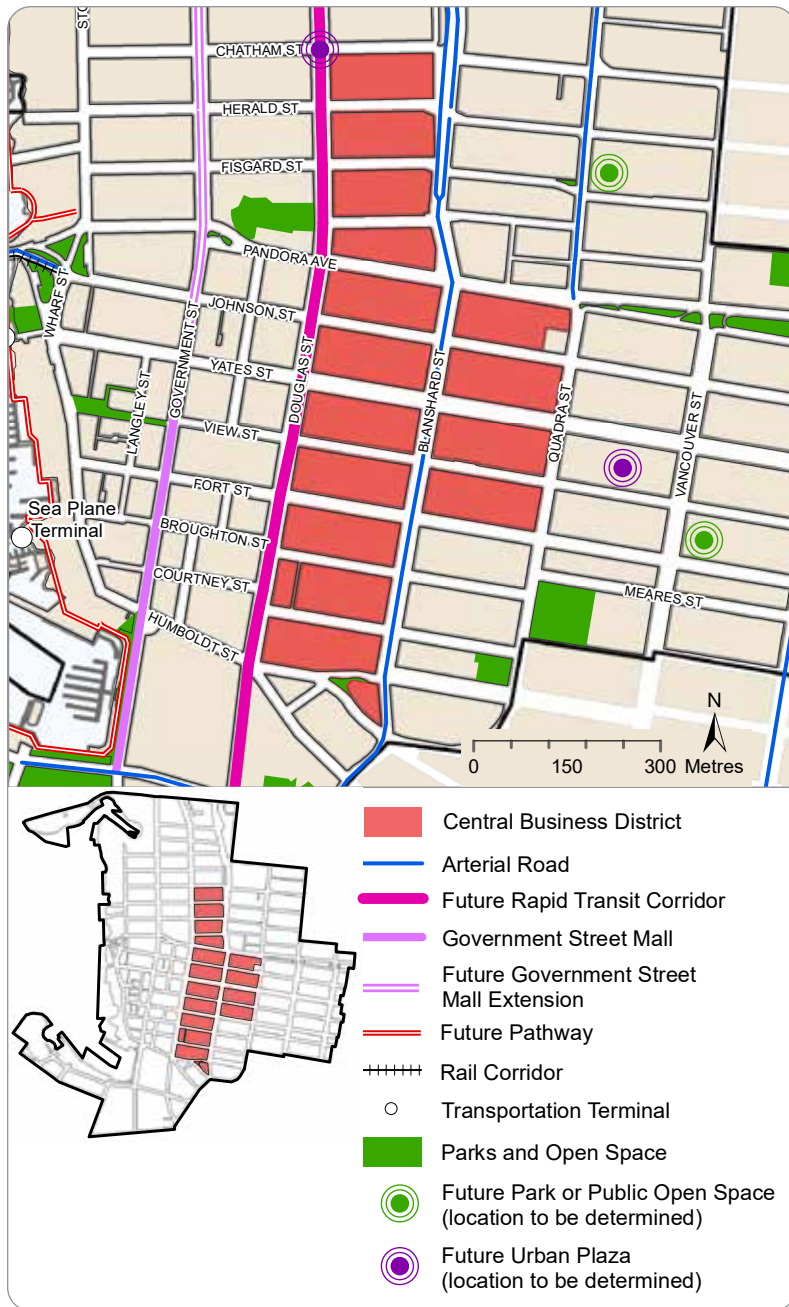 STO
CHATHAM ST
HERALD ST
FISGARD ST
PANDORA AVE
JOHNSON ST
WHARF ST
GOVERNMENT ST
YATES ST
DOUGLAS ST
LANGLEY ST
VIEW ST
BLANSHARD ST
QUADRA ST
VANCOUVER ST
FORT ST
Sea Plane
Terminal
BROUGHTON ST
COURTNEY ST
MEARES ST
HUMBOLDT ST
N
0 150 300 Metres
Central Business District
Arterial Road
Future Rapid Transit Corridor
Government Street Mall
Future Government Street
Mall Extension
Future Pathway
Rail Corridor
Transportation Terminal
Parks and Open Space
Future Park or Public Open Space
(location to be determined)
Future Urban Plaza
(location to be determined)